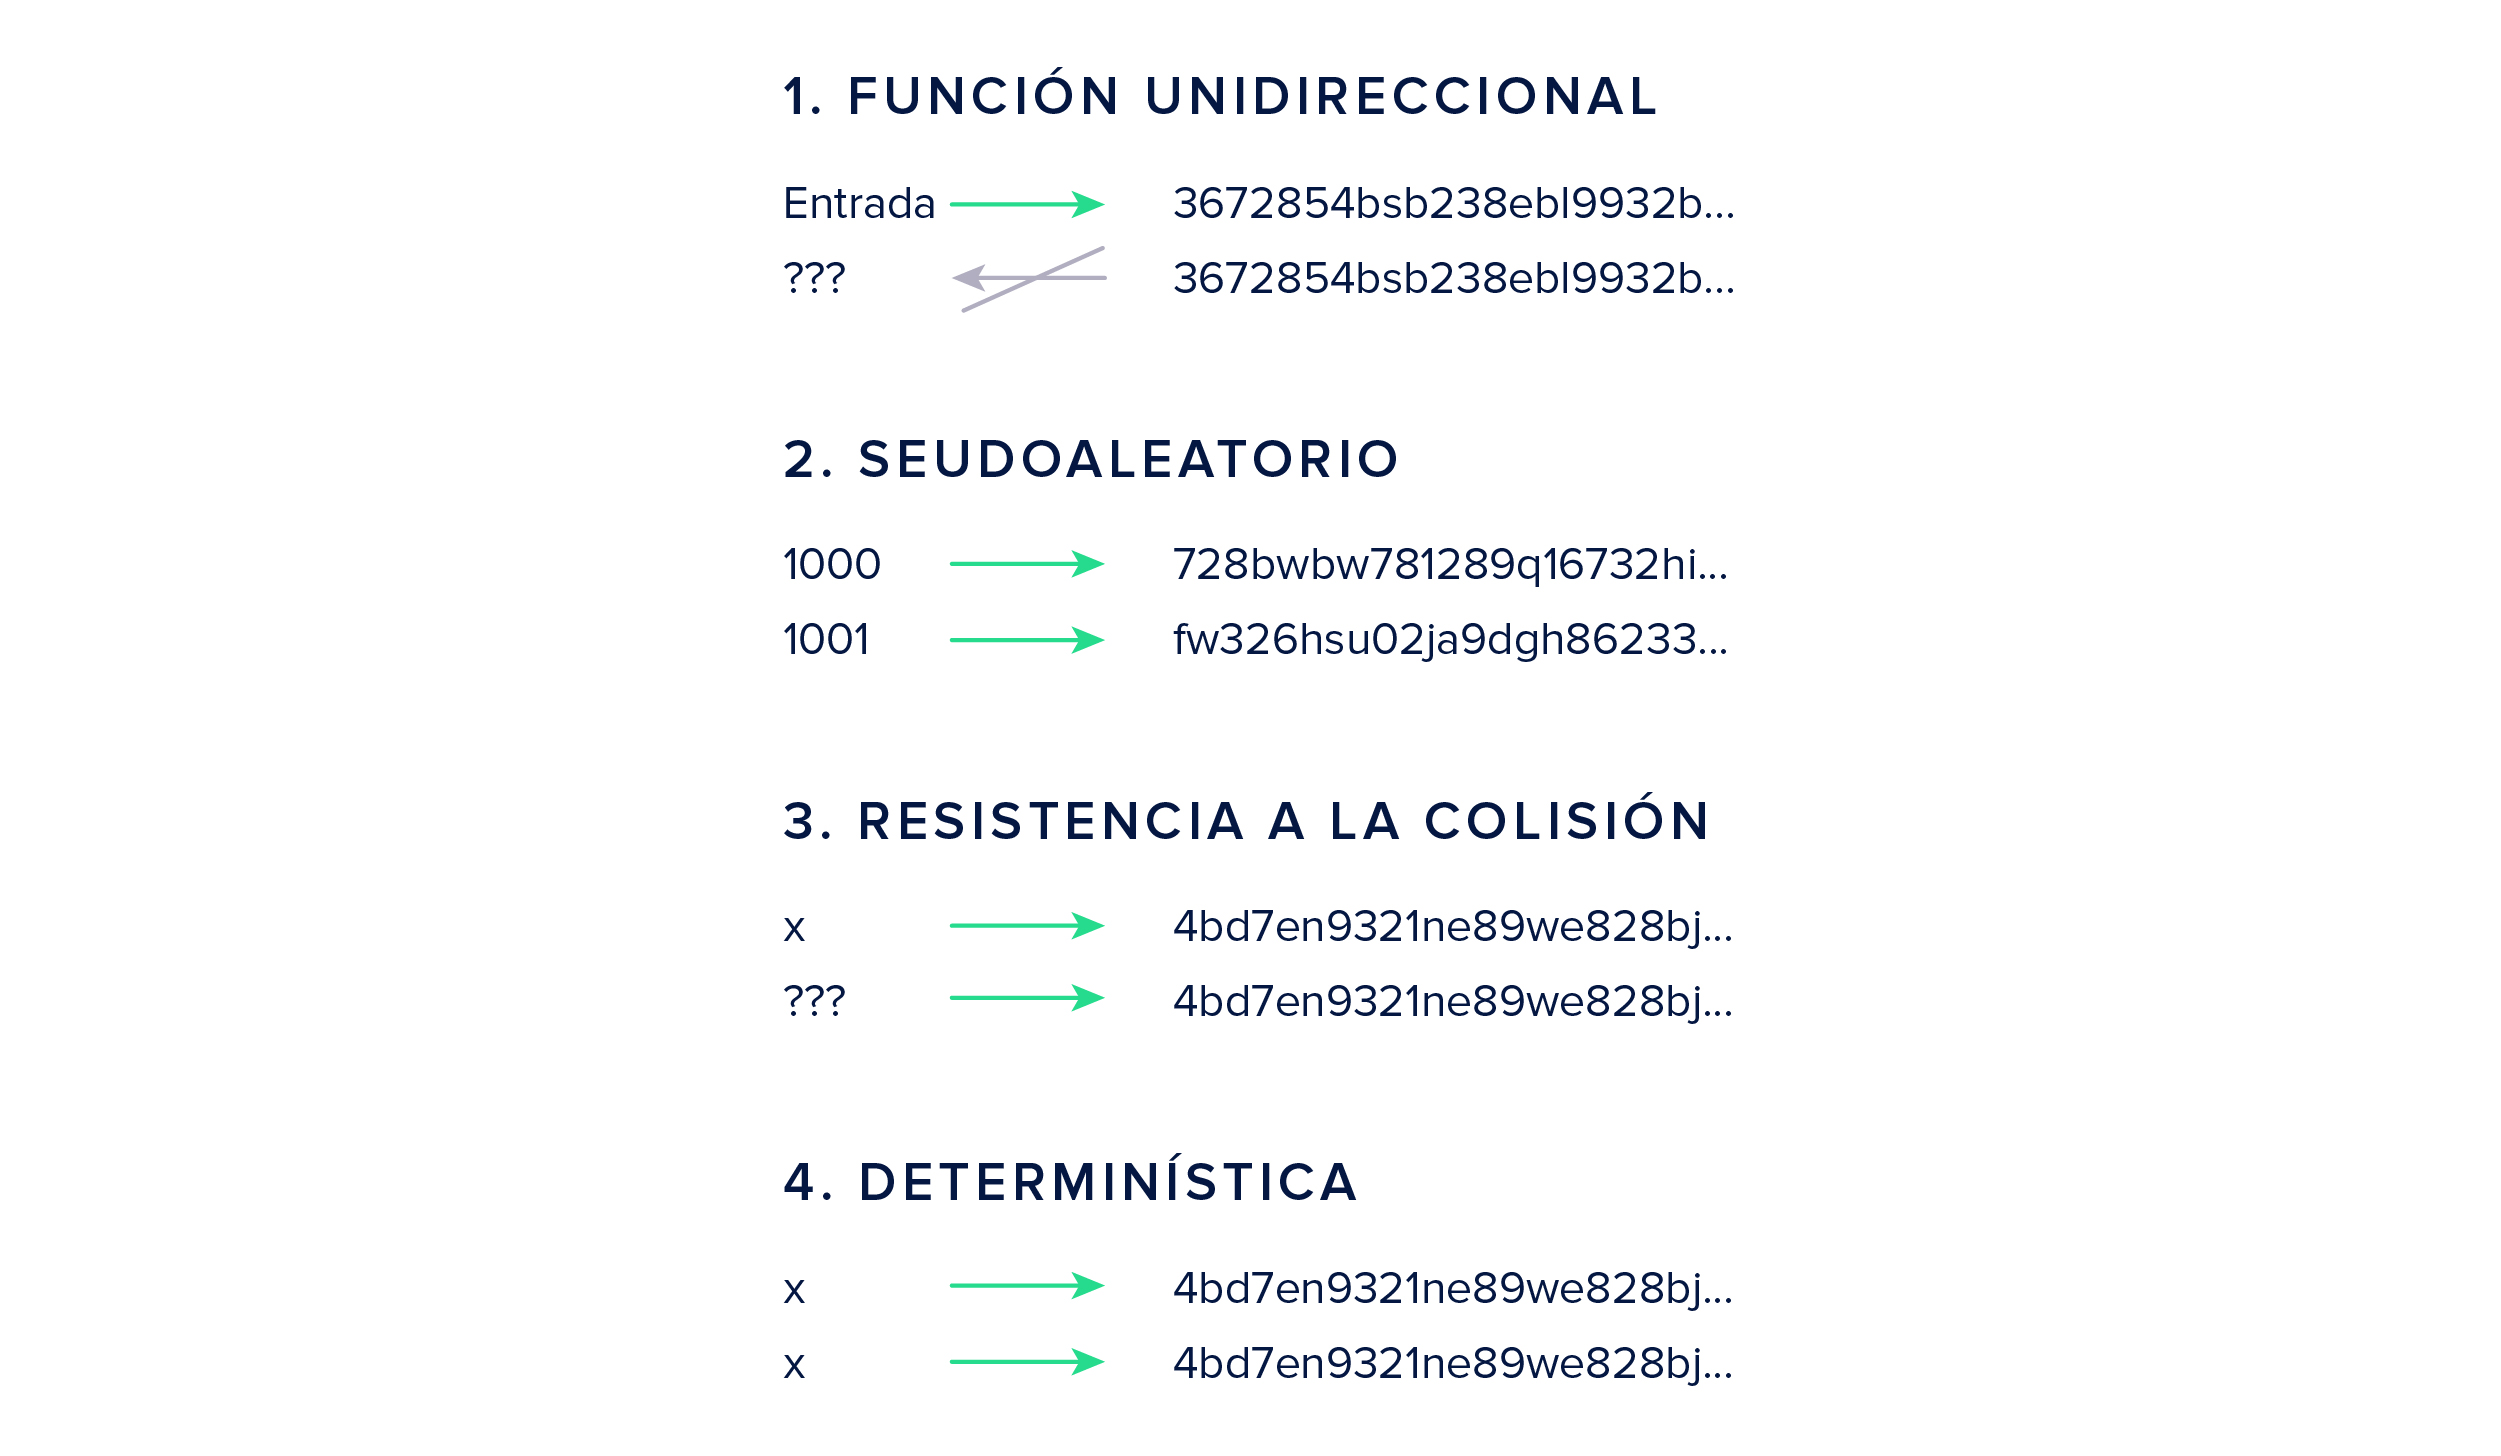 1. FUNCIÓN UNIDIRECCIONAL
Entrada 3672854bsb238ebl9932b...
??? 3672854bsb238ebl9932b...
2. SEUDOALEATORIO
1000 728bwbw781289q16732hi...
1001 fw326hsu02ja9dgh86233...
3. RESISTENCIA A LA COLISIÓN
x 4bd7en9321ne89we828bj...
??? 4bd7en9321ne89we828bj...
4. DETERMINÍSTICA
x 4bd7en9321ne89we828bj...
x 4bd7en9321ne89we828bj...